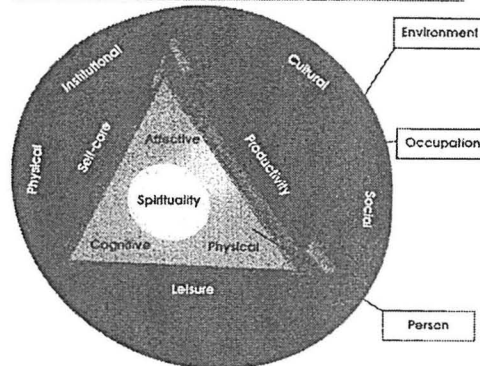 Environment
Institutional
Cultural
Occupation
Affective
Self-care
Productivity
Physical
Spirituality
Social
Cognitive
Physical
Leisure
Person